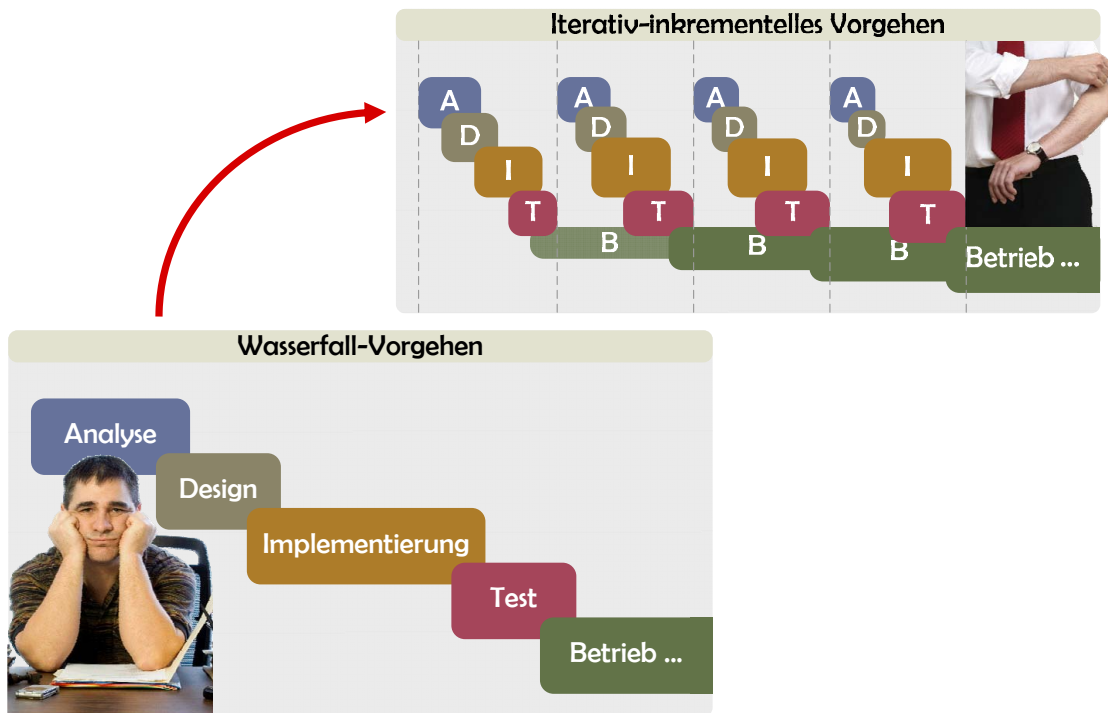 Iterativ-inkrementelles Vorgehen
A A A A
D D D D
I I I I
T T T T
B B B Betrieb ...
Wasserfall-Vorgehen
Analyse
Design
Implementierung
Test
Betrieb ...